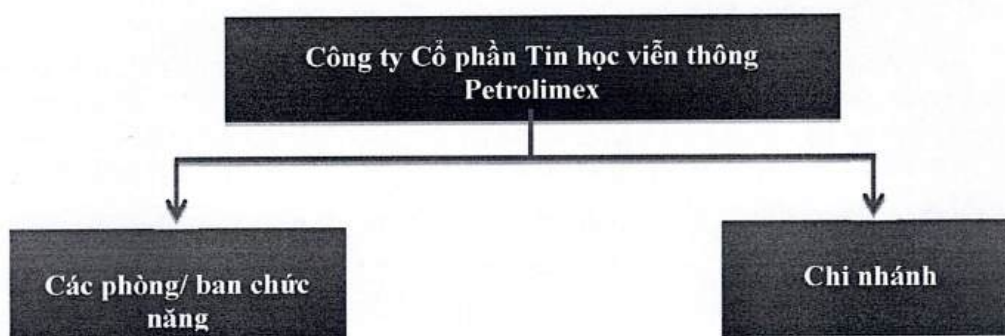 Công ty Cổ phần Tin học viễn thông
Petrolimex
Các phòng/ ban chức
năng
Chi nhánh